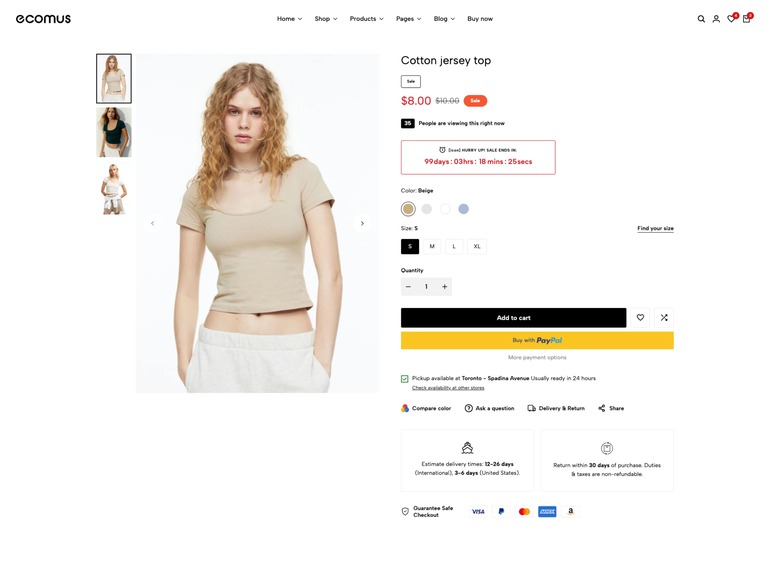 ecomus
Home
Shop
Products
Pages
Blog
Buy now
Cotton jersey top
Sale
$8.00 $10.00 Sale
35 People are viewing this right now
HURRY UP! SALE ENDS IN:
99days : 03hrs : 18 mins : 25secs
Color: Beige
Size: S
Find your size
S
M
L
XL
Quantity
− 1 +
Add to cart
Buy with PayPal
More payment options
Pickup available at Toronto - Spadina Avenue Usually ready in 24 hours
Check availability at other stores
Compare color
Ask a question
Delivery & Return
Share
Estimate delivery times: 12-26 days
(International), 3-6 days (United States).
Return within 30 days of purchase. Duties
& taxes are non-refundable.
Guarantee Safe
Checkout
VISA